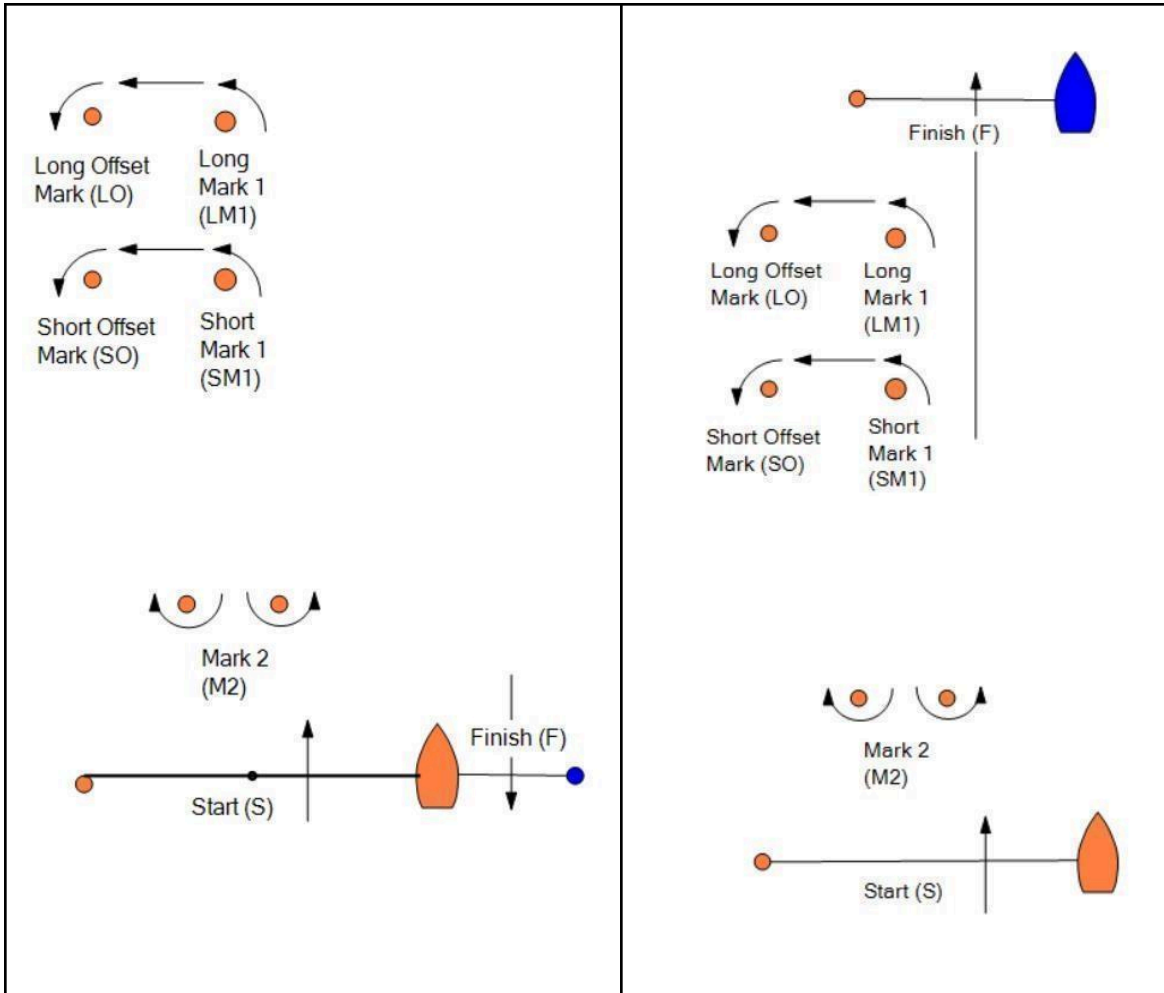 Long Offset
Mark (LO)
Long
Mark 1
(LM1)
Short Offset
Mark (SO)
Short
Mark 1
(SM1)
Mark 2
(M2)
Finish (F)
Start (S)
Finish (F)
Long Offset
Mark (LO)
Long
Mark 1
(LM1)
Short Offset
Mark (SO)
Short
Mark 1
(SM1)
Mark 2
(M2)
Start (S)